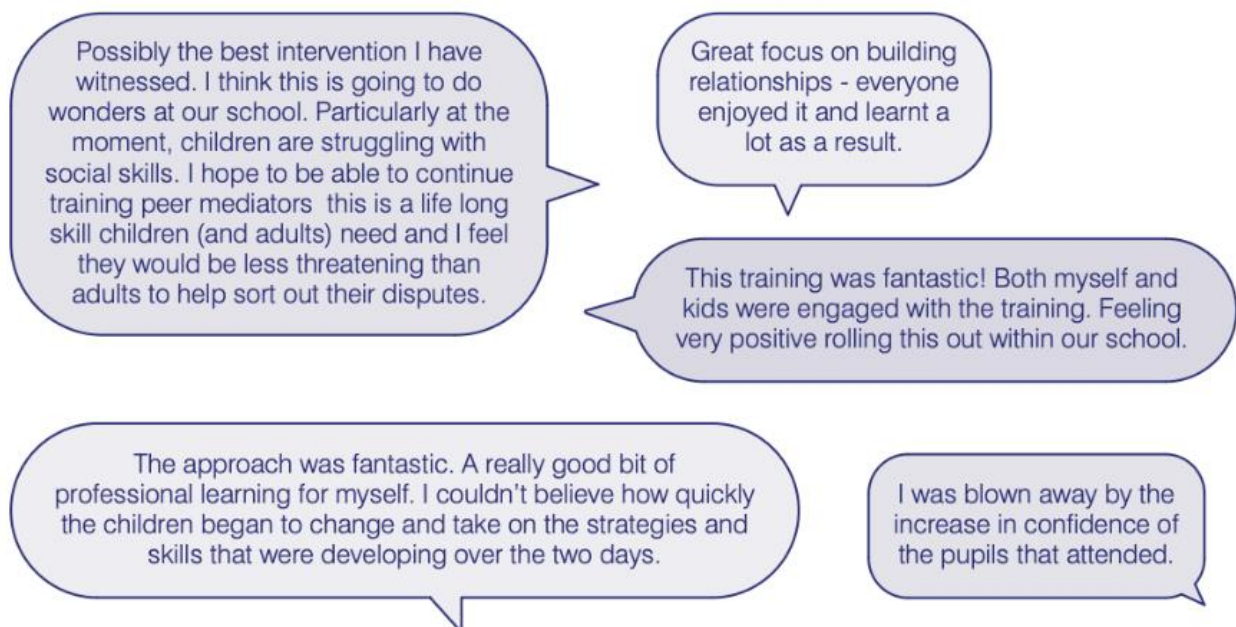 Possibly the best intervention I have
witnessed. I think this is going to do
wonders at our school. Particularly at the
moment, children are struggling with
social skills. I hope to be able to continue
training peer mediators  this is a life long
skill children (and adults) need and I feel
they would be less threatening than
adults to help sort out their disputes.
Great focus on building
relationships - everyone
enjoyed it and learnt a
lot as a result.
This training was fantastic! Both myself and
kids were engaged with the training. Feeling
very positive rolling this out within our school.
The approach was fantastic. A really good bit of
professional learning for myself. I couldn't believe how quickly
the children began to change and take on the strategies and
skills that were developing over the two days.
I was blown away by the
increase in confidence of
the pupils that attended.